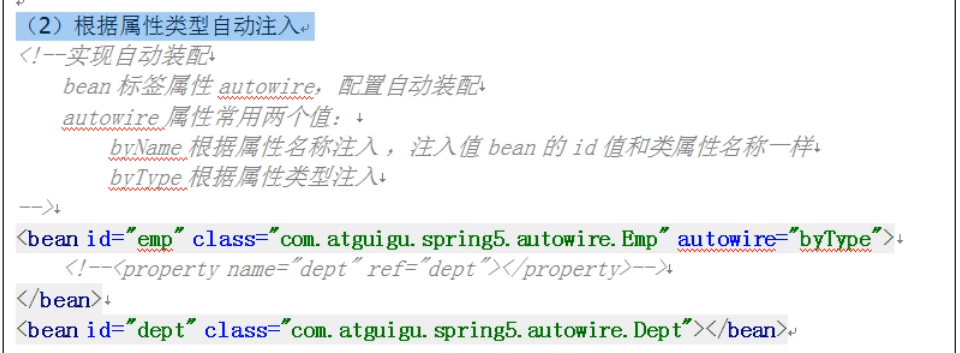 （2）根据属性类型自动注入
<!--实现自动装配
bean 标签属性 autowire，配置自动装配
autowire 属性常用两个值：
byName 根据属性名称注入 ，注入值 bean 的 id 值和类属性名称一样
byType 根据属性类型注入
-->
<bean id="emp" class="com.atguigu.spring5.autowire.Emp" autowire="byType">
<!--<property name="dept" ref="dept"></property>-->
</bean>
<bean id="dept" class="com.atguigu.spring5.autowire.Dept"></bean>